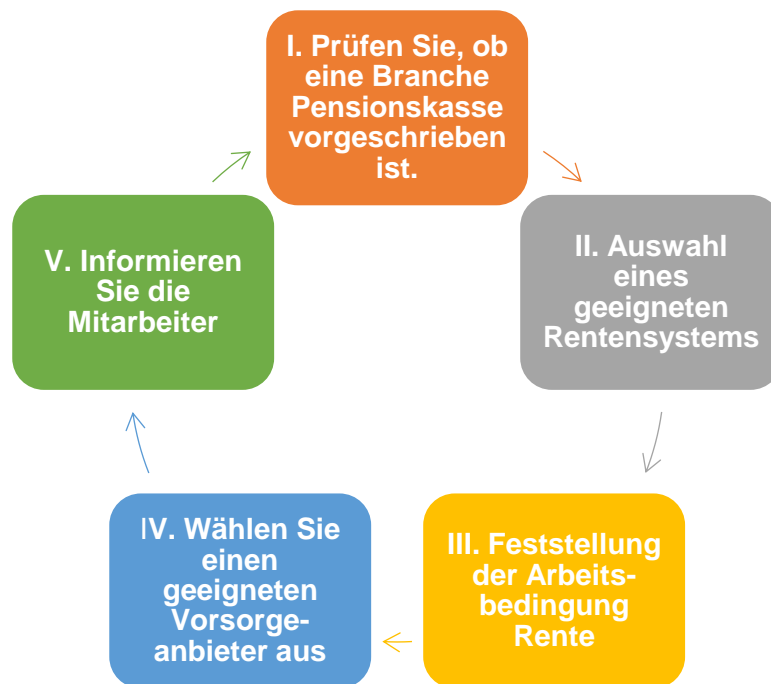 I. Prüfen Sie, ob
eine Branche
Pensionskasse
vorgeschrieben
ist.
II. Auswahl
eines
geeigneten
Rentensystems
III. Feststellung
der Arbeits-
bedingung
Rente
IV. Wählen Sie
einen
geeigneten
Vorsorge-
anbieter aus
V. Informieren
Sie die
Mitarbeiter